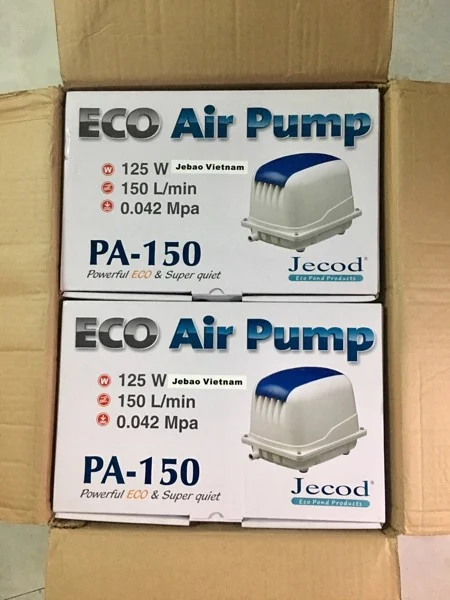 ECO Air Pump
W 125 W Jebao Vietnam
150 L/min
0.042 Mpa
PA-150
Powerful ECO & Super quiet
Jecod®
Eco Pond Products
ECO Air Pump
W 125 W Jebao Vietnam
150 L/min
0.042 Mpa
PA-150
Powerful ECO & Super quiet
Jecod®
Eco Pond Products